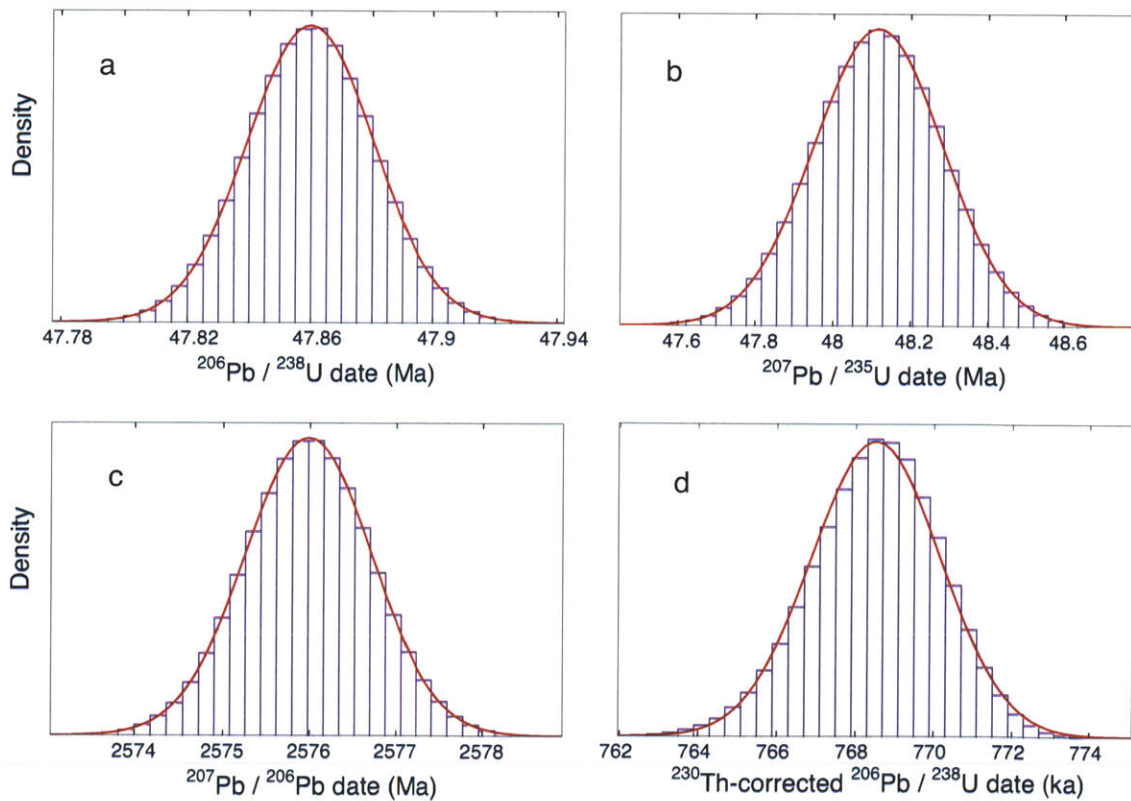 a
Density
47.78 47.82 47.86 47.9 47.94
²⁰⁶Pb / ²³⁸U date (Ma)
b
47.6 47.8 48 48.2 48.4 48.6
²⁰⁷Pb / ²³⁵U date (Ma)
c
Density
2574 2575 2576 2577 2578
²⁰⁷Pb / ²⁰⁶Pb date (Ma)
d
762 764 766 768 770 772 774
²³⁰Th-corrected ²⁰⁶Pb / ²³⁸U date (ka)